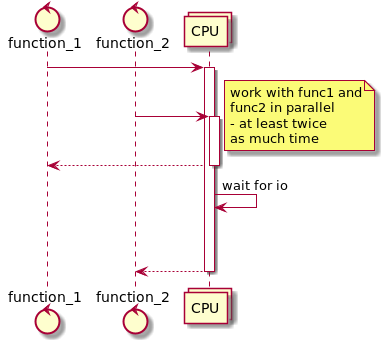 function_1
function_2
CPU
work with func1 and
func2 in parallel
- at least twice
as much time
wait for io
function_1
function_2
CPU